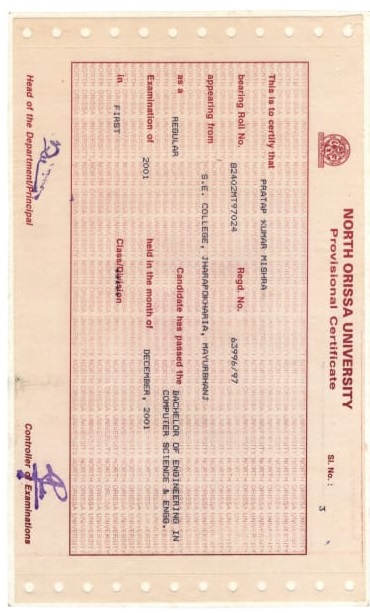 NORTH ORISSA UNIVERSITY
Provisional Certificate
Sl. No. : 3
This is to certify that PRATAP KUMAR MISHRA
bearing Roll No. 82402MT97024 Regd. No. 63996/97
appearing from S.E. COLLEGE, JHARAPOKHARIA, MAYURBHANJ
as a REGULAR Candidate has passed the BACHELOR OF ENGINEERING IN
COMPUTER SCIENCE & ENGG.
Examination of 2001 held in the month of DECEMBER, 2001
in FIRST Class/Division
Head of the Department/Principal Controller of Examinations